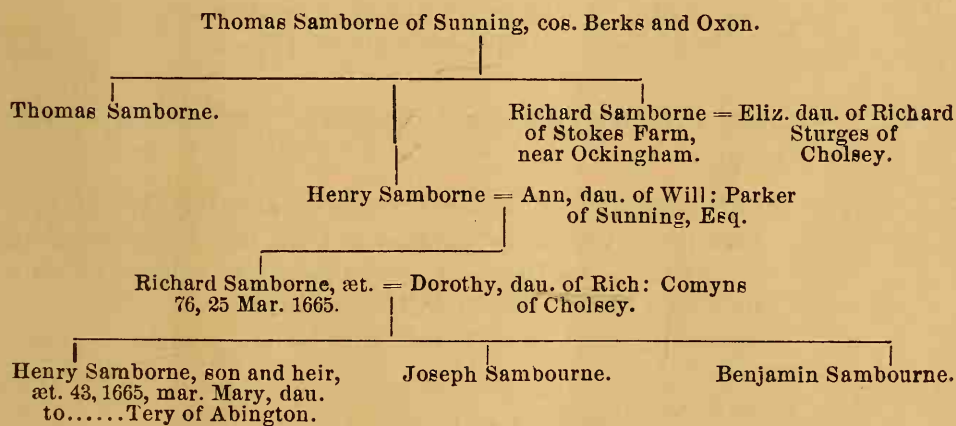 Thomas Samborne of Sunning, cos. Berks and Oxon.
Thomas Samborne.
Richard Samborne = Eliz. dau. of Richard
of Stokes Farm, Sturges of
near Ockingham. Cholsey.
Henry Samborne = Ann, dau. of Will: Parker
of Sunning, Esq.
Richard Samborne, æt. = Dorothy, dau. of Rich: Comyns
76, 25 Mar. 1665. of Cholsey.
Henry Samborne, son and heir,
æt. 43, 1665, mar. Mary, dau.
to......Tery of Abington.
Joseph Sambourne.
Benjamin Sambourne.